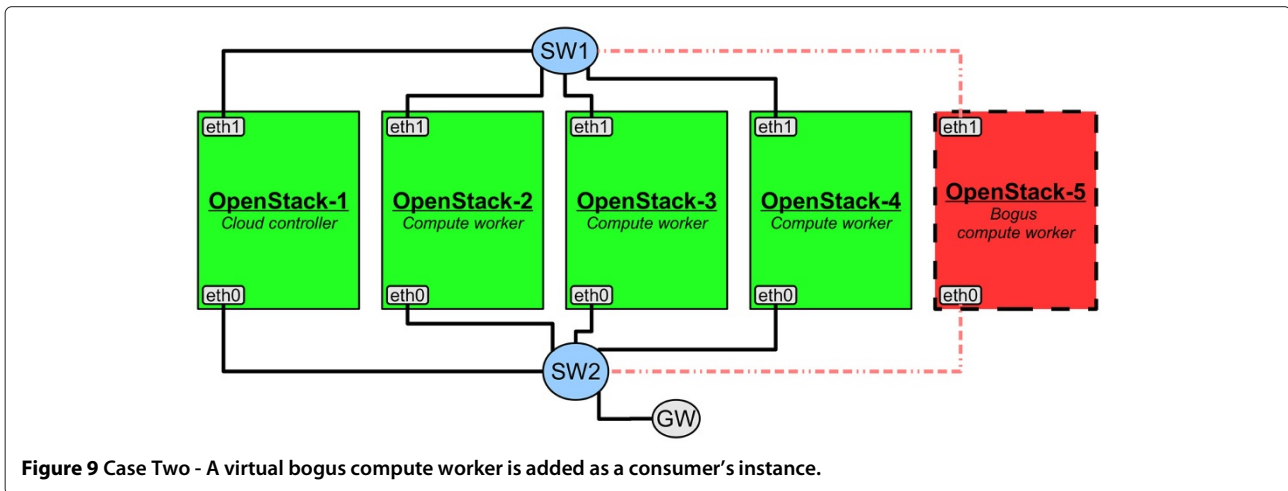 SW1
eth1
eth1
eth1
eth1
eth1
OpenStack-1
Cloud controller
OpenStack-2
Compute worker
OpenStack-3
Compute worker
OpenStack-4
Compute worker
OpenStack-5
Bogus
compute worker
eth0
eth0
eth0
eth0
eth0
SW2
GW
Figure 9 Case Two - A virtual bogus compute worker is added as a consumer's instance.